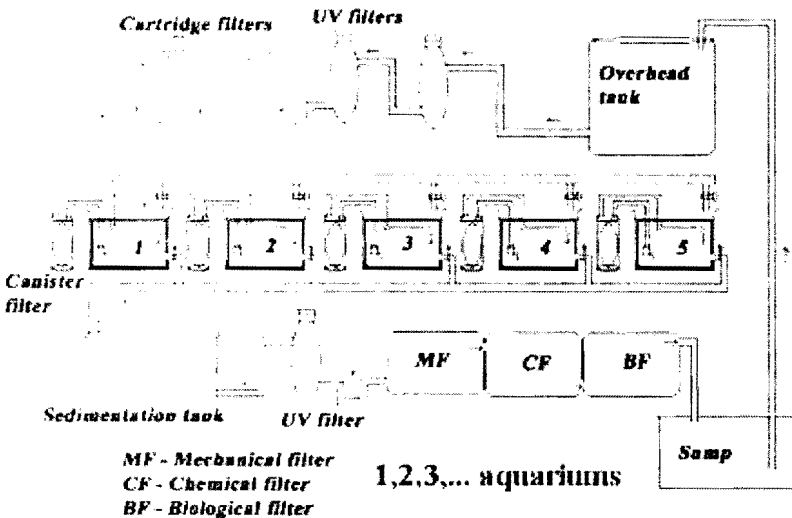 Cartridge filters
UV filters
Overhead
tank
1
2
3
4
5
Canister
filter
MF
CF
BF
Sedimentation tank
UV filter
Samp
MF - Mechanical filter
CF - Chemical filter
BF - Biological filter
1,2,3,... aquariums